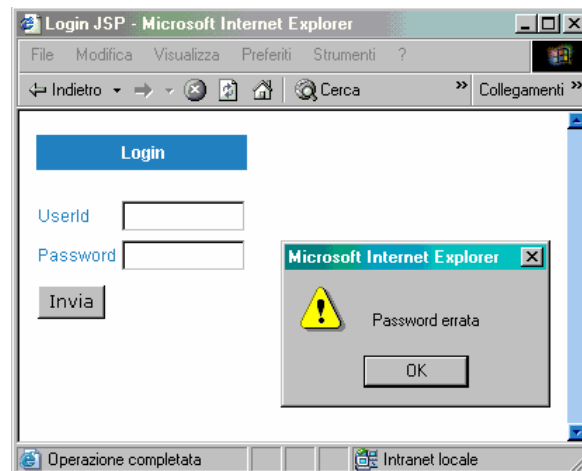 Login JSP - Microsoft Internet Explorer
File Modifica Visualizza Preferiti Strumenti ?
Indietro Cerca » Collegamenti »
Login
UserId
Password
Invia
Microsoft Internet Explorer
Password errata
OK
Operazione completata Intranet locale